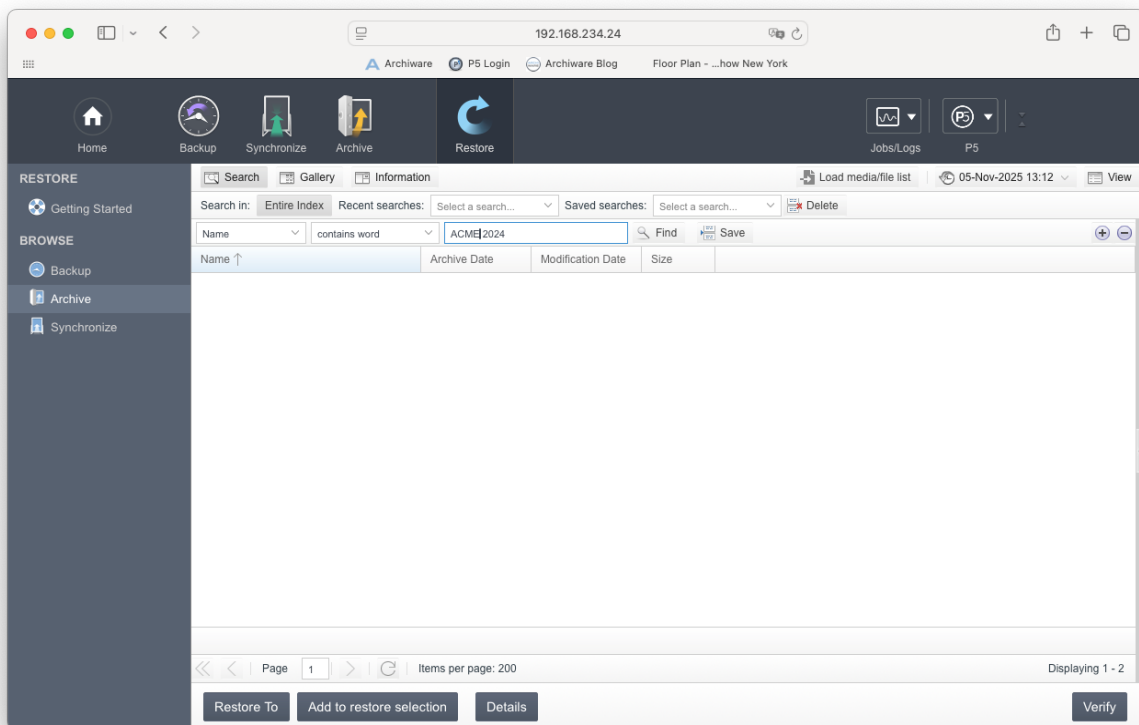 192.168.234.24
Archiware P5 Login Archiware Blog Floor Plan - ...how New York
Home Backup Synchronize Archive Restore Jobs/Logs P5
RESTORE
Getting Started
BROWSE
Backup
Archive
Synchronize
Search Gallery Information Load media/file list 05-Nov-2025 13:12 View
Search in: Entire Index Recent searches: Select a search... Saved searches: Select a search... Delete
Name contains word ACME 2024 Find Save
Name Archive Date Modification Date Size
Page 1 Items per page: 200 Displaying 1 - 2
Restore To Add to restore selection Details Verify